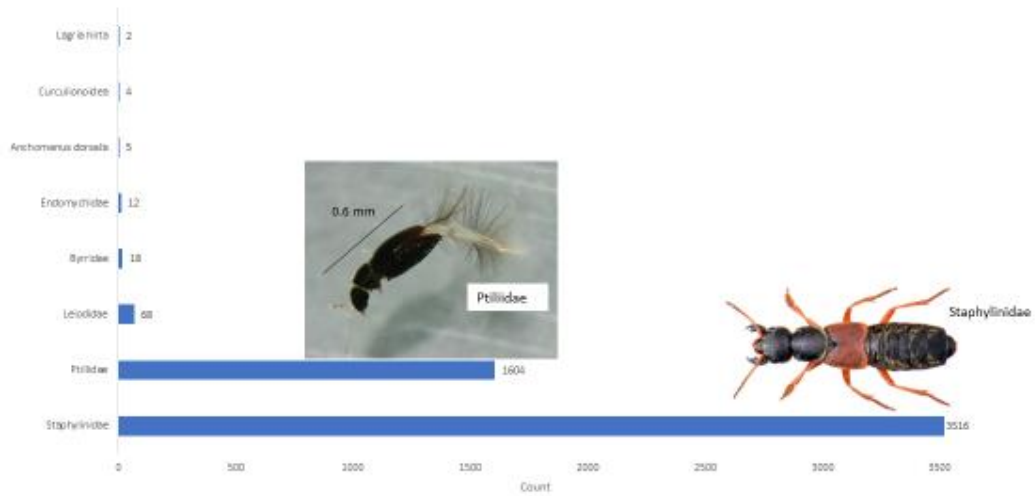 Lagria hirta 2
Curculionoidea 4
Anchomenus dorsalis 5
Endomychidae 12
0.6 mm
Byrridae 18
Ptiliidae
Leiodidae 68
Staphylinidae
Ptiliidae 1604
Staphylinidae 3516
0 500 1000 1500 2000 2500 3000 3500
Count